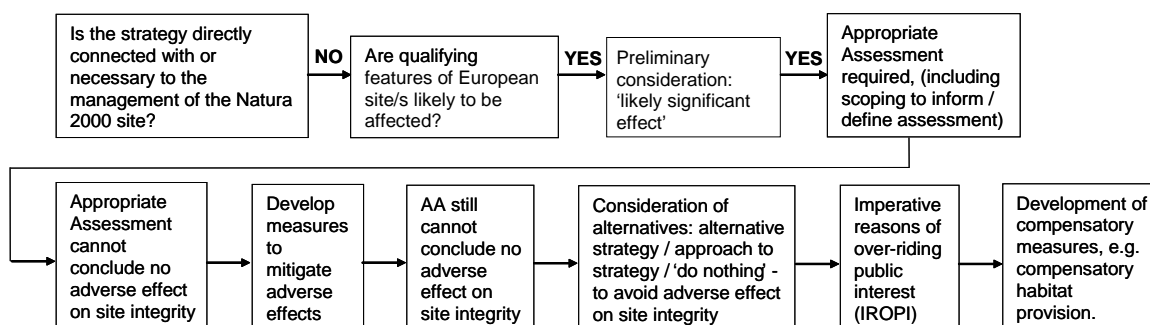 Is the strategy directly
connected with or
necessary to the
management of the Natura
2000 site?
NO
Are qualifying
features of European
site/s likely to be
affected?
YES
Preliminary
consideration:
‘likely significant
effect’
YES
Appropriate
Assessment
required, (including
scoping to inform /
define assessment)
Appropriate
Assessment
cannot
conclude no
adverse effect
on site integrity
Develop
measures
to
mitigate
adverse
effects
AA still
cannot
conclude no
adverse
effect on
site integrity
Consideration of
alternatives: alternative
strategy / approach to
strategy / ‘do nothing’ -
to avoid adverse effect
on site integrity
Imperative
reasons of
over-riding
public
interest
(IROPI)
Development of
compensatory
measures, e.g.
compensatory
habitat
provision.